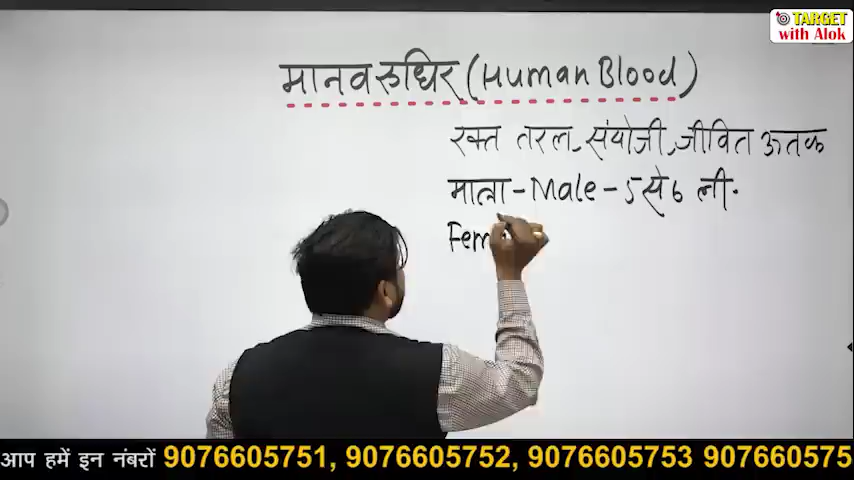 TARGET
with Alok
मानव रुधिर (Human Blood)
रक्त तरल, संयोजी, जीवित ऊतक
मात्रा - Male - 5 से 6 ली.
Fem
आप हमें इन नंबरों 9076605751, 9076605752, 9076605753 907660575